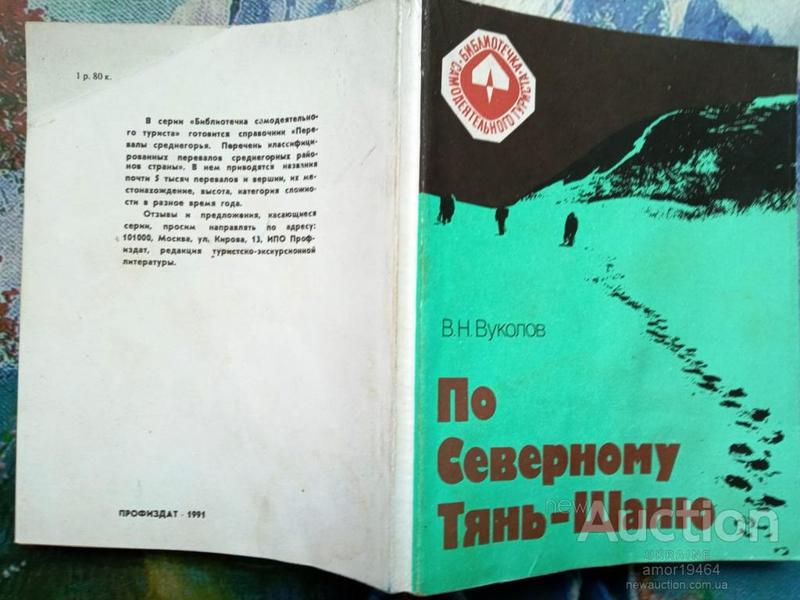 1 р. 80 к.
В серии «Библиотечка самодеятельно-
го туриста» готовится справочник «Пере-
валы среднегорья. Перечень классифици-
рованных перевалов среднегорных райо-
нов страны». В нем приводятся названия
почти 5 тысяч перевалов и вершин, их ме-
стонахождение, высота, категория сложно-
сти в разное время года.
Отзывы и предложения, касающиеся
серии, просим направлять по адресу:
101000, Москва, ул. Кирова, 13, ИПО Проф-
издат, редакция туристско-экскурсионной
литературы.
ПРОФИЗДАТ · 1991
БИБЛИОТЕЧКА
САМОДЕЯТЕЛЬНОГО ТУРИСТА
В.Н. Вуколов
По
Северному
Тянь-Шаню
newAuction
UKRAINE
amor19464
newauction.com.ua